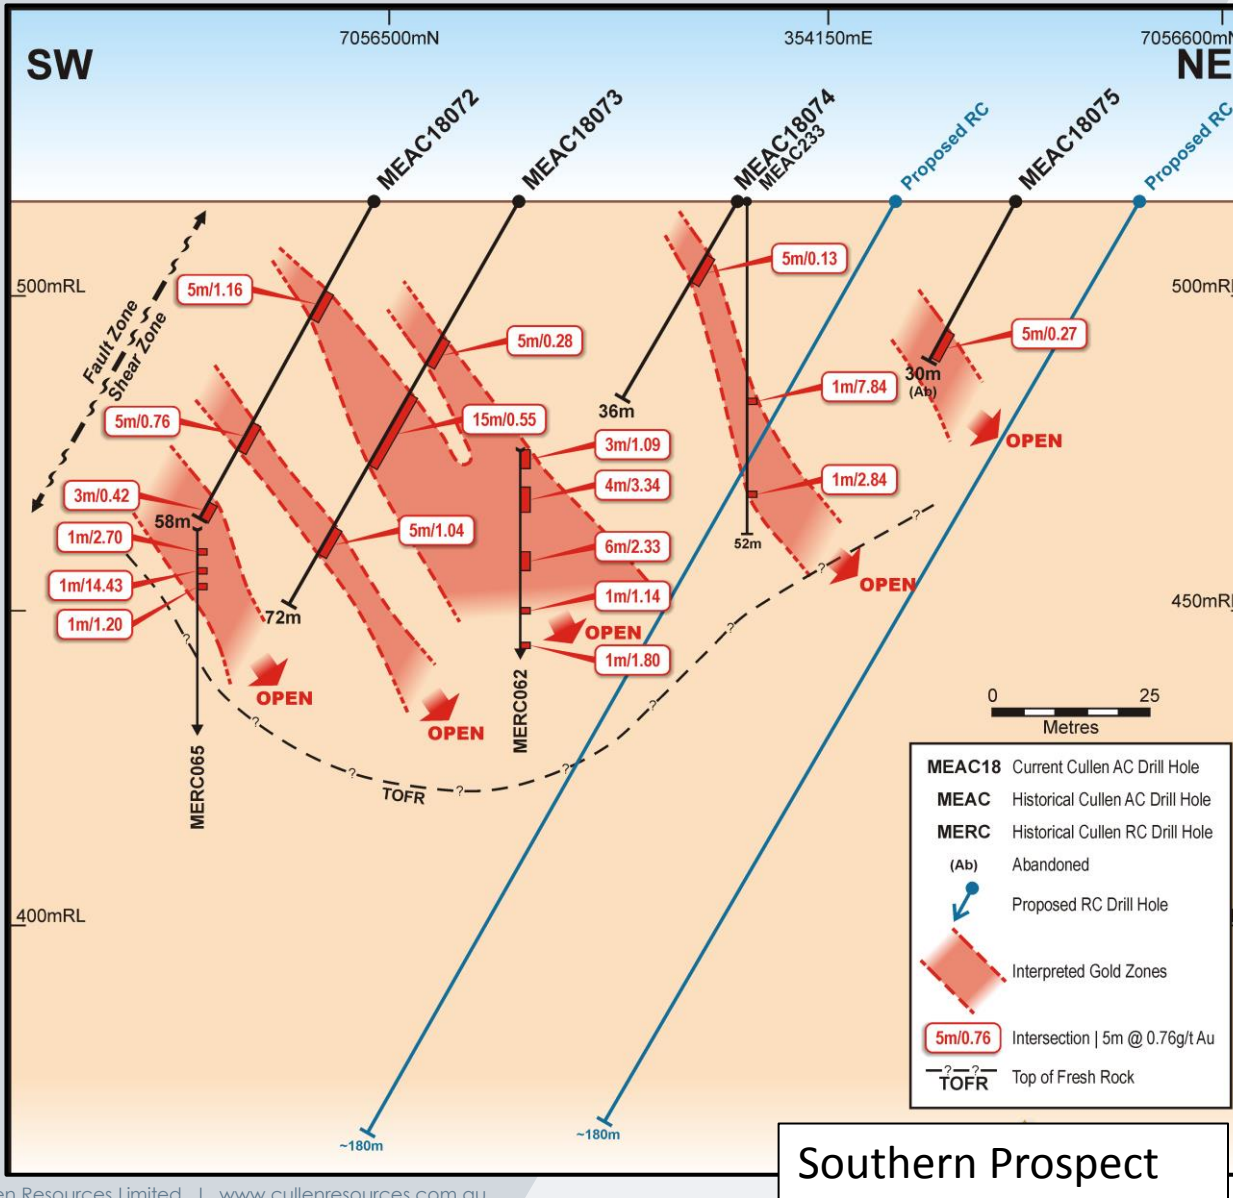 7056500mN
354150mE
7056600mN
SW
NE
MEAC18072
MEAC18073
MEAC18074
MEAC233
Proposed RC
MEAC18075
Proposed RC
Fault Zone
Shear Zone
500mRL
500mRL
5m/1.16
5m/0.13
5m/0.28
5m/0.27
30m
(Ab)
1m/7.84
36m
OPEN
5m/0.76
15m/0.55
3m/1.09
4m/3.34
1m/2.84
3m/0.42
58m
5m/1.04
1m/2.70
52m
6m/2.33
1m/14.43
OPEN
1m/1.14
450mRL
1m/1.20
72m
OPEN
1m/1.80
OPEN
OPEN
MERC062
MERC065
TOFR
? ? ? ? ? ? ? ? ?
0 25
Metres
MEAC18 Current Cullen AC Drill Hole
MEAC Historical Cullen AC Drill Hole
MERC Historical Cullen RC Drill Hole
(Ab) Abandoned
Proposed RC Drill Hole
Interpreted Gold Zones
5m/0.76 Intersection | 5m @ 0.76g/t Au
? ?
TOFR Top of Fresh Rock
400mRL
~180m
~180m
Southern Prospect
en Resources Limited | www.cullenresources.com.au